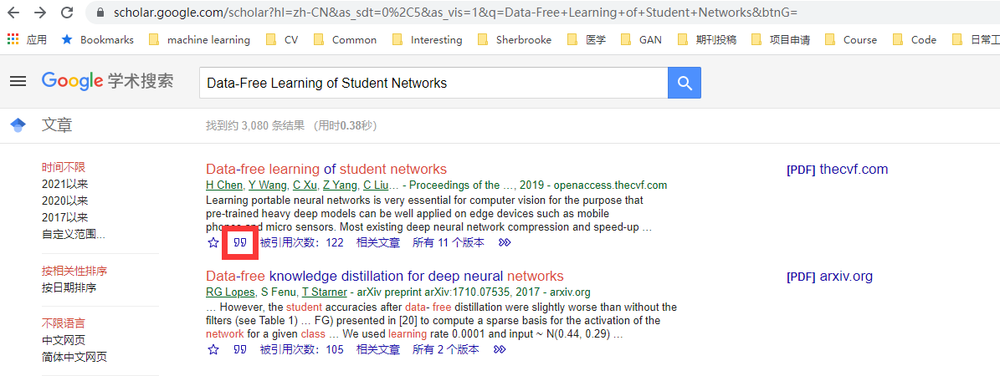 scholar.google.com/scholar?hl=zh-CN&as_sdt=0%2C5&as_vis=1&q=Data-Free+Learning+of+Student+Networks&btnG=
应用 Bookmarks machine learning CV Common Interesting Sherbrooke 医学 GAN 期刊投稿 项目申请 Course Code 日常工
Google 学术搜索 Data-Free Learning of Student Networks
文章 找到约 3,080 条结果 (用时0.38秒)
时间不限
2021以来
2020以来
2017以来
自定义范围...
按相关性排序
按日期排序
不限语言
中文网页
简体中文网页
Data-free learning of student networks
H Chen, Y Wang, C Xu, Z Yang, C Liu… - Proceedings of the …, 2019 - openaccess.thecvf.com
Learning portable neural networks is very essential for computer vision for the purpose that
pre-trained heavy deep models can be well applied on edge devices such as mobile
phones and micro sensors. Most existing deep neural network compression and speed-up …
被引用次数：122 相关文章 所有 11 个版本
[PDF] thecvf.com
Data-free knowledge distillation for deep neural networks
RG Lopes, S Fenu, T Starner - arXiv preprint arXiv:1710.07535, 2017 - arxiv.org
… However, the student accuracies after data- free distillation were slightly worse than without the
filters (see Table 1) … FG) presented in [20] to compute a sparse basis for the activation of the
network for a given class … We used learning rate 0.0001 and input ~ N(0.44, 0.29) …
被引用次数：105 相关文章 所有 2 个版本
[PDF] arxiv.org